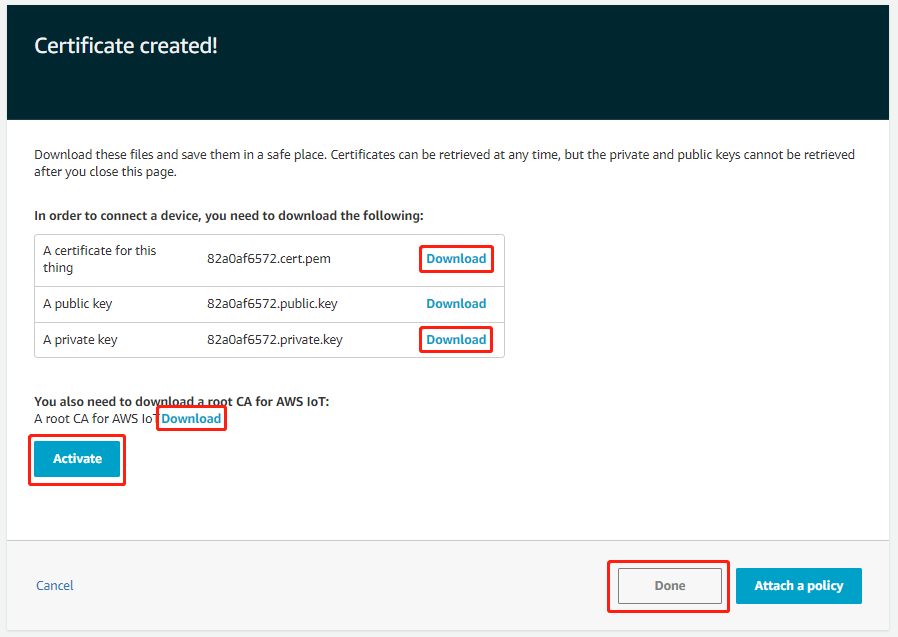 Certificate created!
Download these files and save them in a safe place. Certificates can be retrieved at any time, but the private and public keys cannot be retrieved
after you close this page.
In order to connect a device, you need to download the following:
A certificate for this
thing
82a0af6572.cert.pem
Download
A public key
82a0af6572.public.key
Download
A private key
82a0af6572.private.key
Download
You also need to download a root CA for AWS IoT:
A root CA for AWS IoT Download
Activate
Cancel
Done
Attach a policy